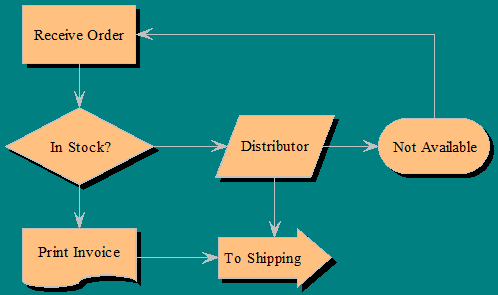 Receive Order
In Stock?
Distributor
Not Available
Print Invoice
To Shipping